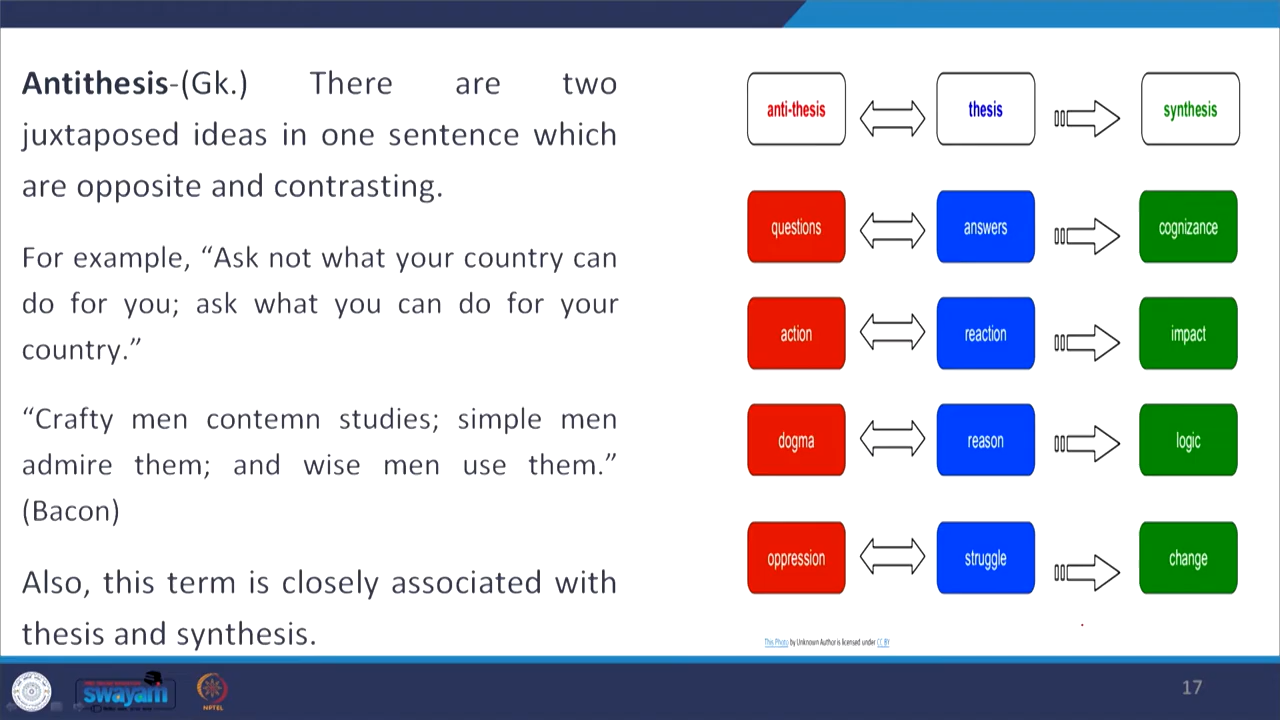 Antithesis-(Gk.) There are two
juxtaposed ideas in one sentence which
are opposite and contrasting.
For example, “Ask not what your country can
do for you; ask what you can do for your
country.”
“Crafty men contemn studies; simple men
admire them; and wise men use them.”
(Bacon)
Also, this term is closely associated with
thesis and synthesis.
anti-thesis thesis synthesis
questions answers cognizance
action reaction impact
dogma reason logic
oppression struggle change
This Photo by Unknown Author is licensed under CC BY
swayam
NPTEL
17